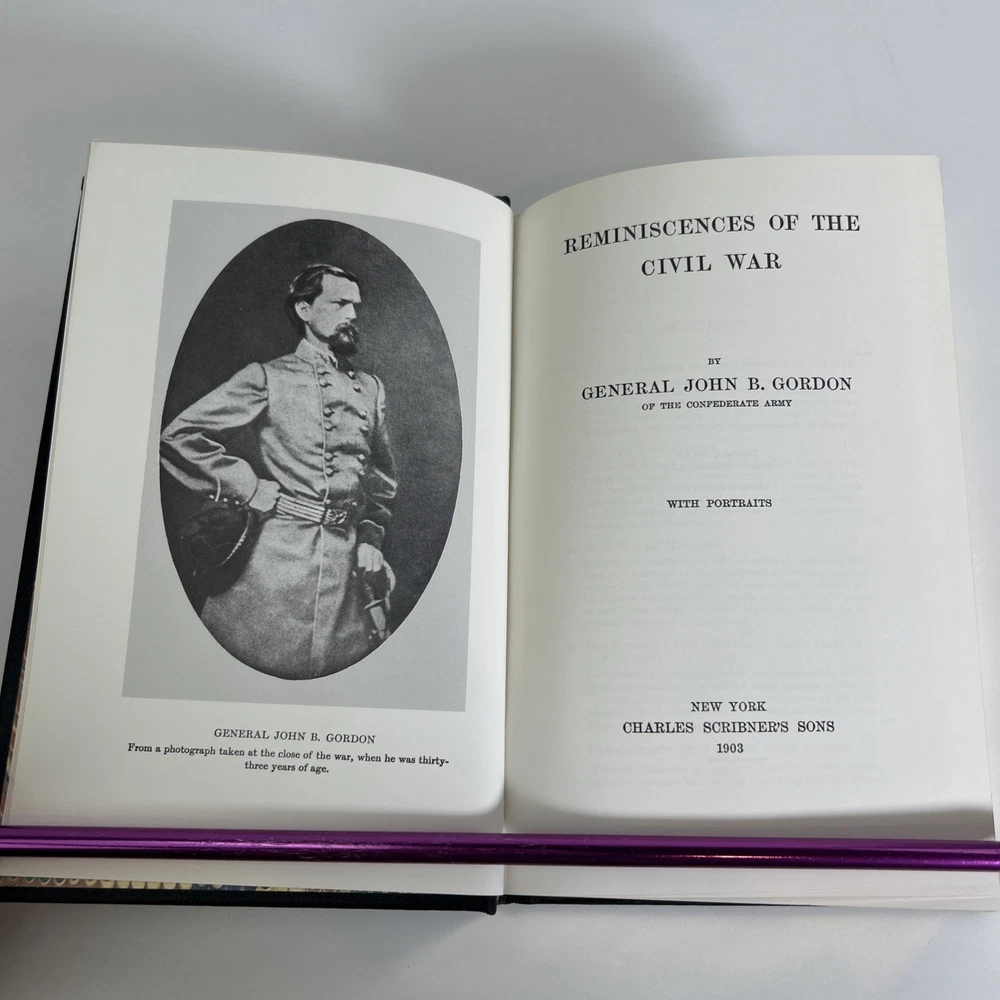 GENERAL JOHN B. GORDON
From a photograph taken at the close of the war, when he was thirty-
three years of age.
REMINISCENCES OF THE
CIVIL WAR
BY
GENERAL JOHN B. GORDON
OF THE CONFEDERATE ARMY
WITH PORTRAITS
NEW YORK
CHARLES SCRIBNER'S SONS
1903